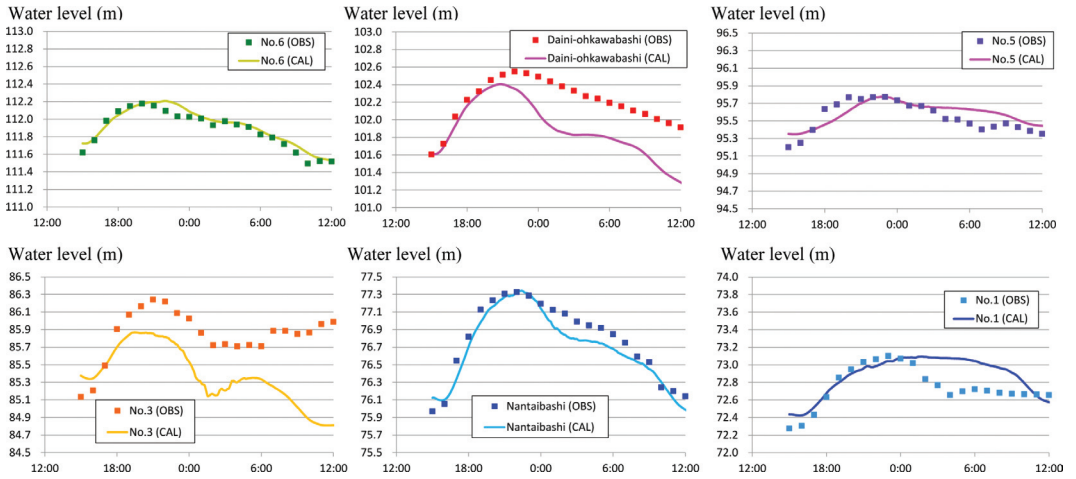 Water level (m)
113.0
112.8
112.6
112.4
112.2
112.0
111.8
111.6
111.4
111.2
111.0
12:00 18:00 0:00 6:00 12:00
No.6 (OBS)
No.6 (CAL)
Water level (m)
103.0
102.8
102.6
102.4
102.2
102.0
101.8
101.6
101.4
101.2
101.0
12:00 18:00 0:00 6:00 12:00
Daini-ohkawabashi (OBS)
Daini-ohkawabashi (CAL)
Water level (m)
96.5
96.3
96.1
95.9
95.7
95.5
95.3
95.1
94.9
94.7
94.5
12:00 18:00 0:00 6:00 12:00
No.5 (OBS)
No.5 (CAL)
Water level (m)
86.5
86.3
86.1
85.9
85.7
85.5
85.3
85.1
84.9
84.7
84.5
12:00 18:00 0:00 6:00 12:00
No.3 (OBS)
No.3 (CAL)
Water level (m)
77.5
77.3
77.1
76.9
76.7
76.5
76.3
76.1
75.9
75.7
75.5
12:00 18:00 0:00 6:00 12:00
Nantaibashi (OBS)
Nantaibashi (CAL)
Water level (m)
74.0
73.8
73.6
73.4
73.2
73.0
72.8
72.6
72.4
72.2
72.0
12:00 18:00 0:00 6:00 12:00
No.1 (OBS)
No.1 (CAL)